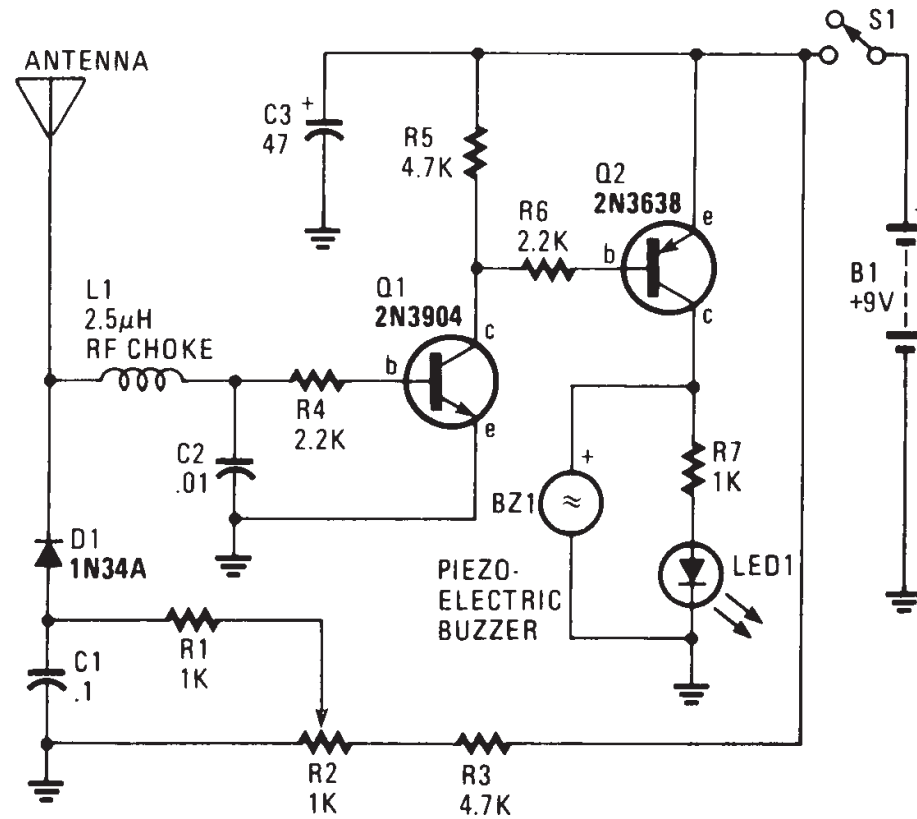 S1
ANTENNA
C3 +
47
R5
4.7K
Q2
2N3638
e
R6
2.2K
b
c
B1
+9V
L1
2.5μH
RF CHOKE
Q1
2N3904
c
b
e
R4
2.2K
C2
.01
R7
1K
+
BZ1
≈
LED1
PIEZO-
ELECTRIC
BUZZER
D1
1N34A
R1
1K
C1
.1
R2
1K
R3
4.7K